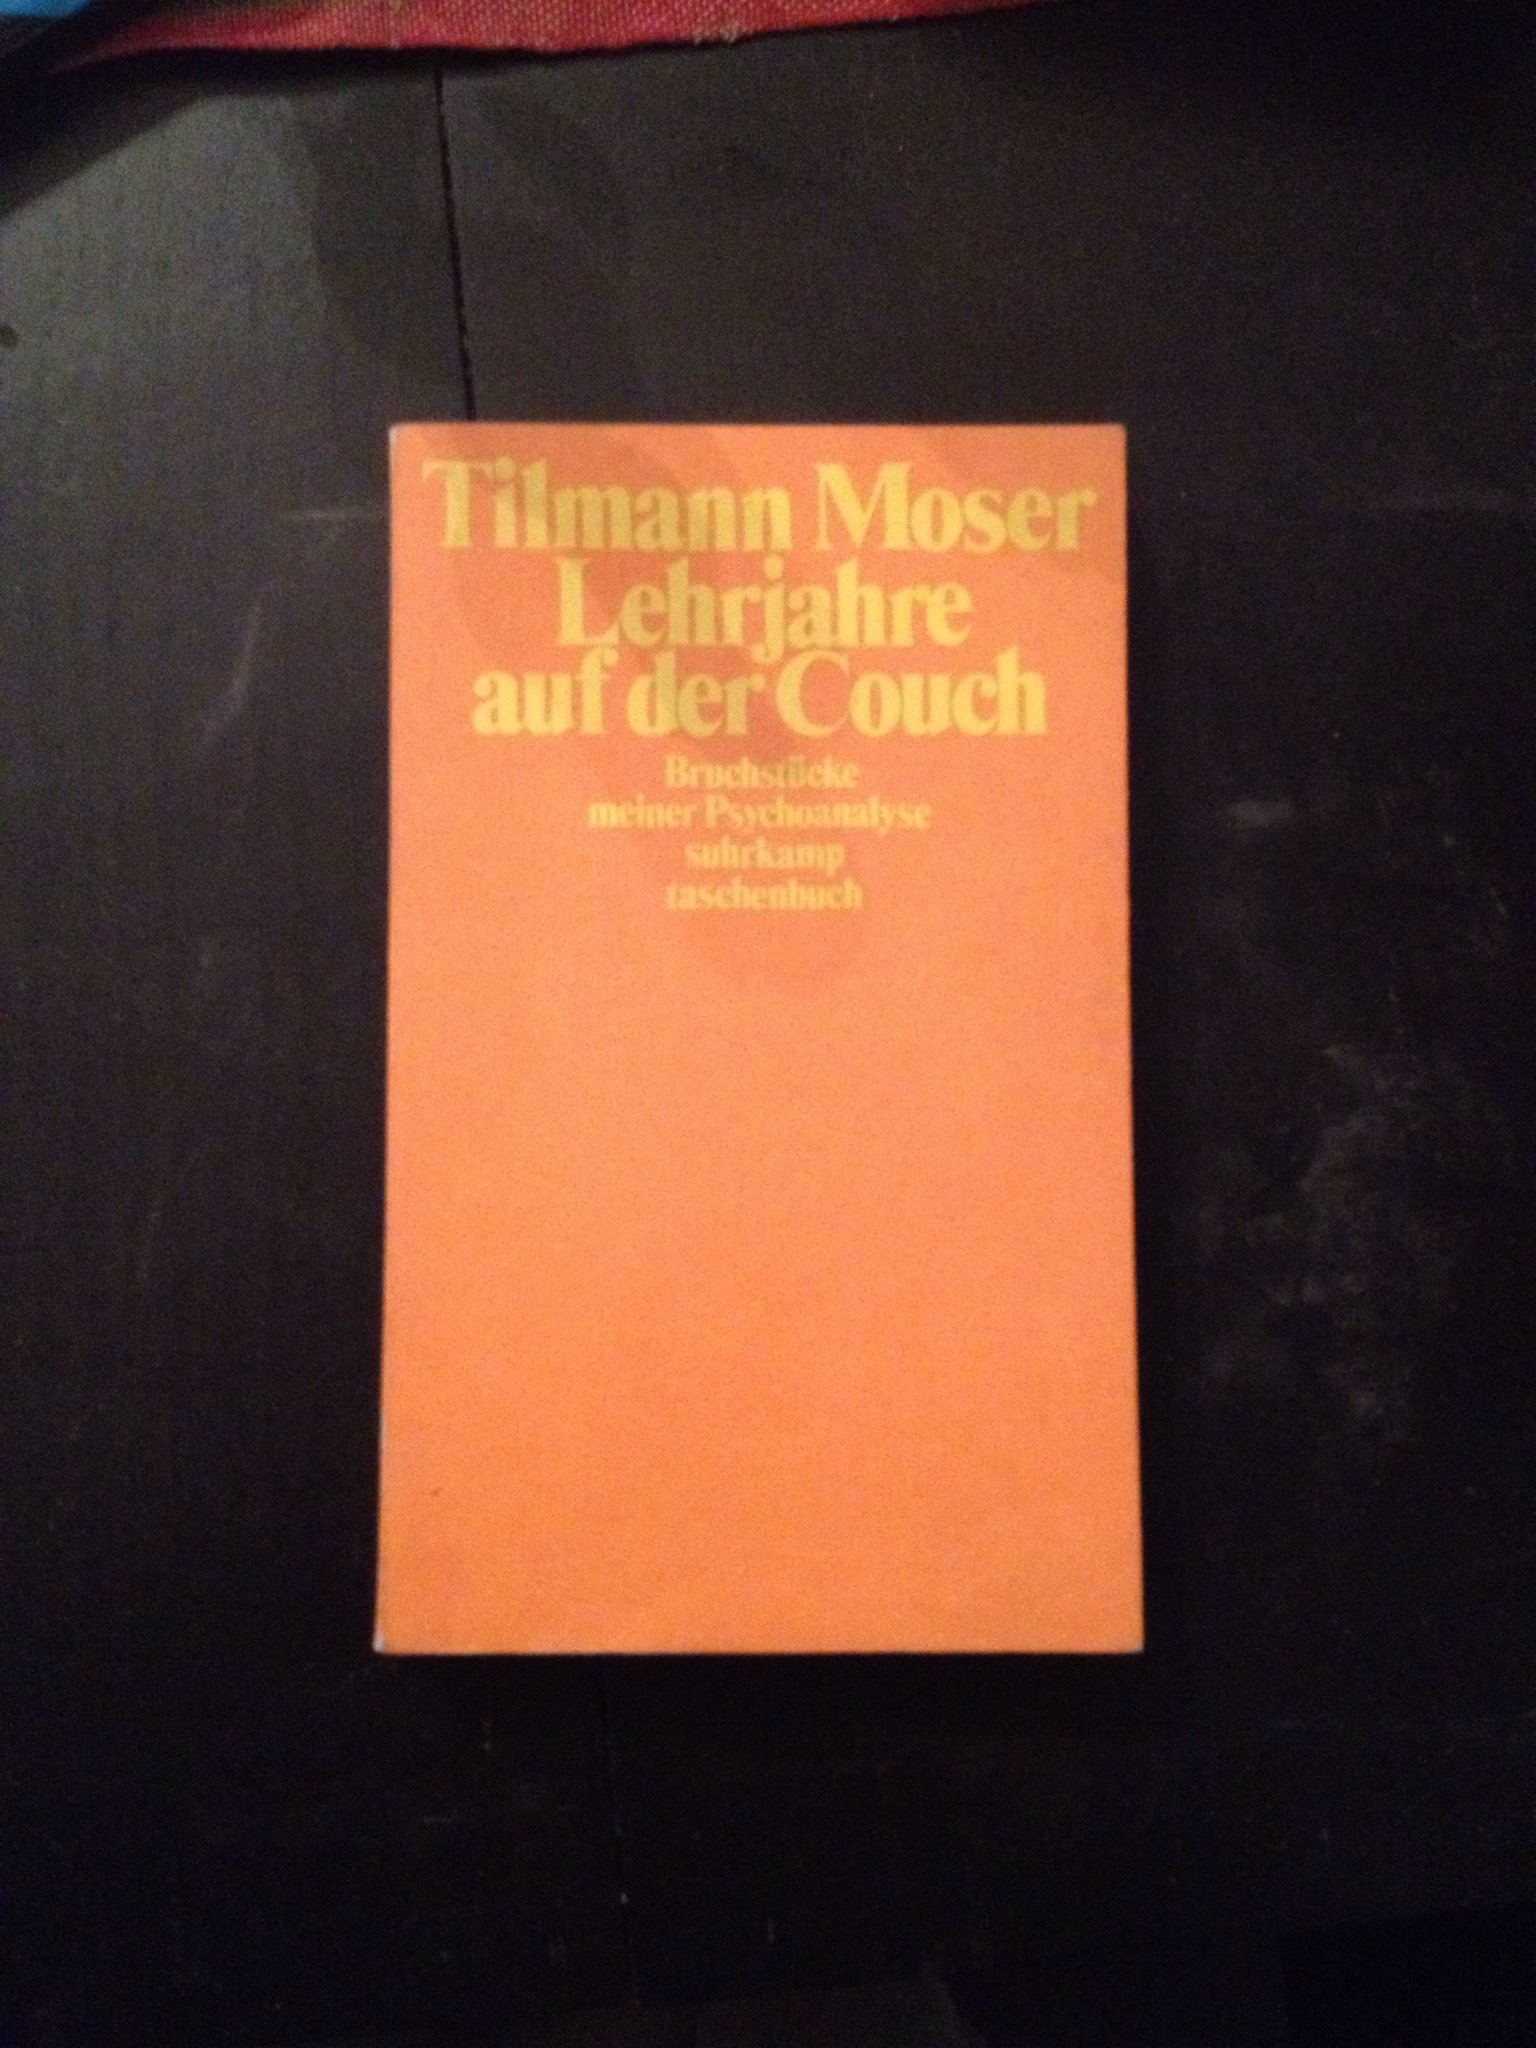 Tilmann Moser
Lehrjahre
auf der Couch
Bruchstücke
meiner Psychoanalyse
suhrkamp
taschenbuch